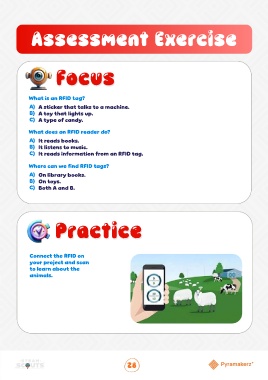 Assessment Exercise
Focus
What is an RFID tag?
A) A sticker that talks to a machine.
B) A toy that lights up.
C) A type of candy.
What does an RFID reader do?
A) It reads books.
B) It listens to music.
C) It reads information from an RFID tag.
Where can we find RFID tags?
A) On library books.
B) On toys.
C) Both A and B.
Practice
Connect the RFID on
your project and scan
to learn about the
animals.
SCOUTS
28
Pyramakerz